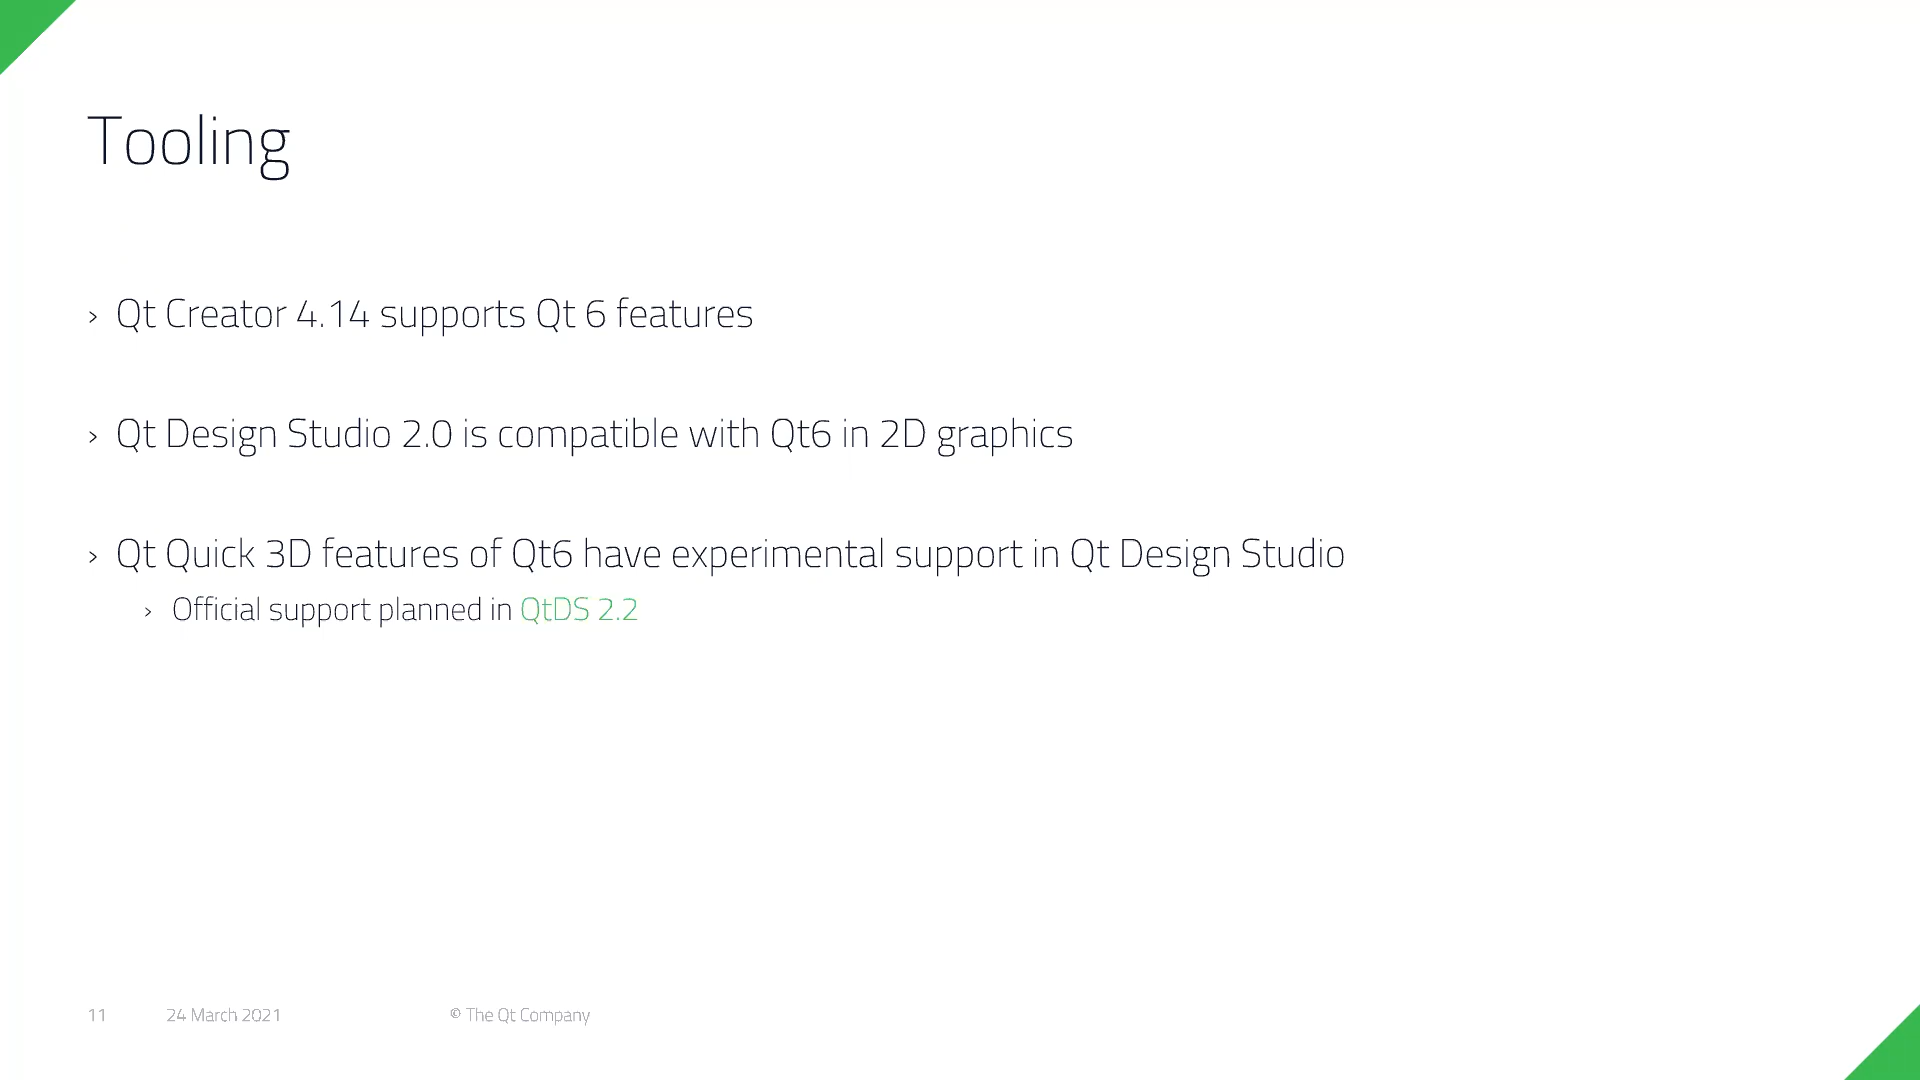 Tooling
› Qt Creator 4.14 supports Qt 6 features
› Qt Design Studio 2.0 is compatible with Qt6 in 2D graphics
› Qt Quick 3D features of Qt6 have experimental support in Qt Design Studio
› Official support planned in QtDS 2.2
11 24 March 2021 © The Qt Company